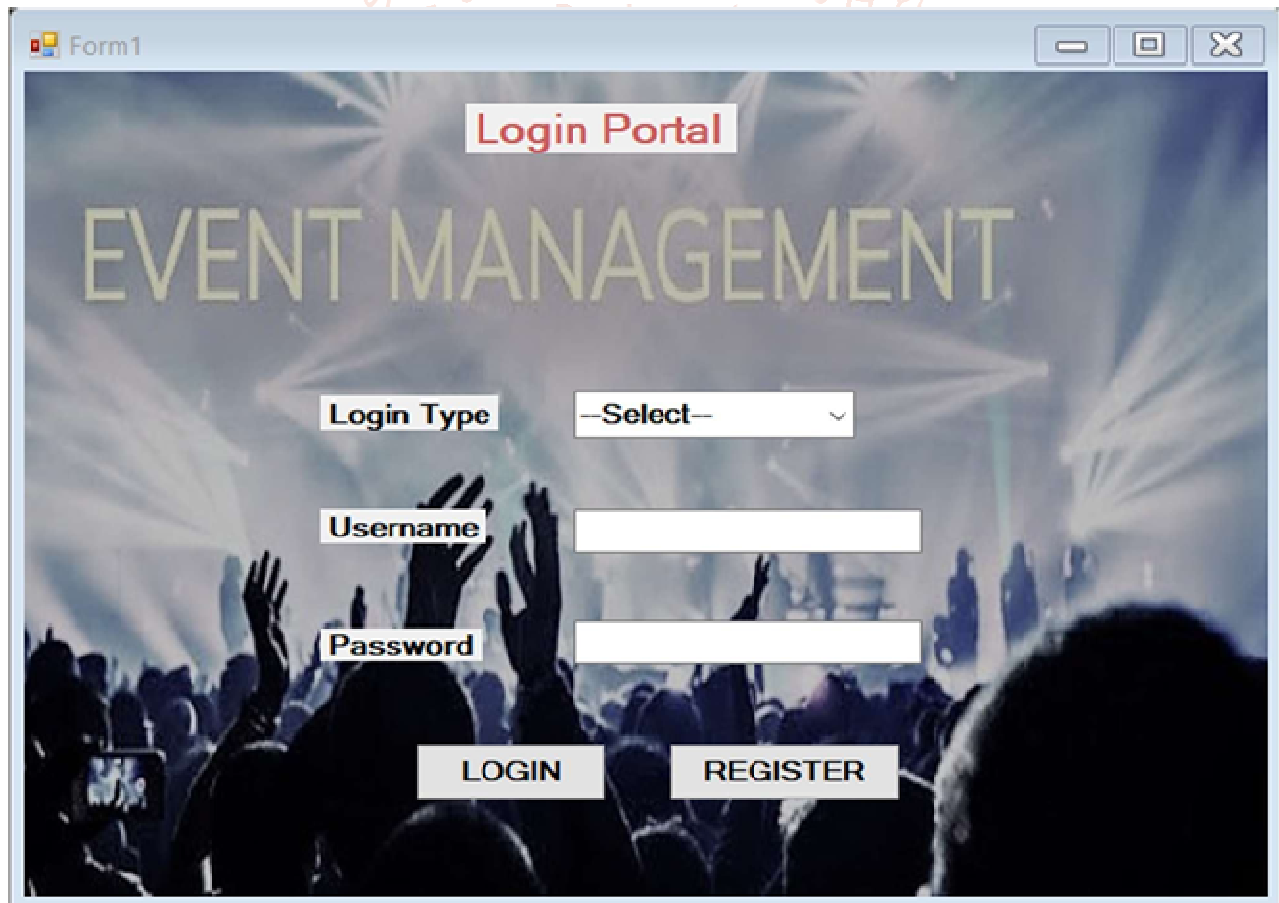 Form1
Login Portal
EVENT MANAGEMENT
Login Type --Select--
Username
Password
LOGIN REGISTER